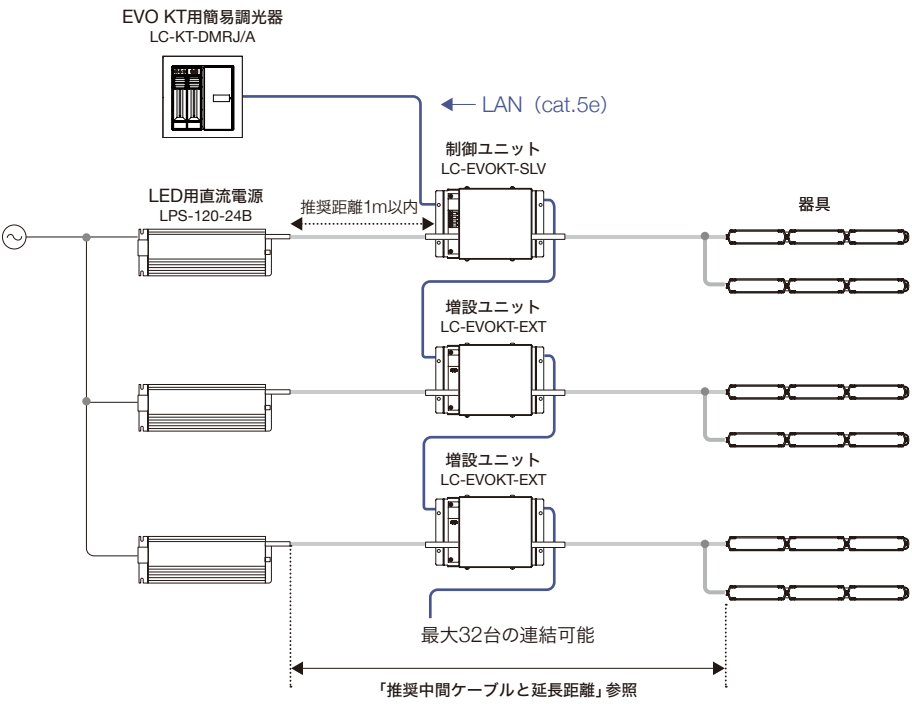 EVO KT用簡易調光器
LC-KT-DMRJ/A
LAN（cat.5e）
制御ユニット
LC-EVOKT-SLV
LED用直流電源
LPS-120-24B
推奨距離1m以内
器具
増設ユニット
LC-EVOKT-EXT
増設ユニット
LC-EVOKT-EXT
最大32台の連結可能
「推奨中間ケーブルと延長距離」参照